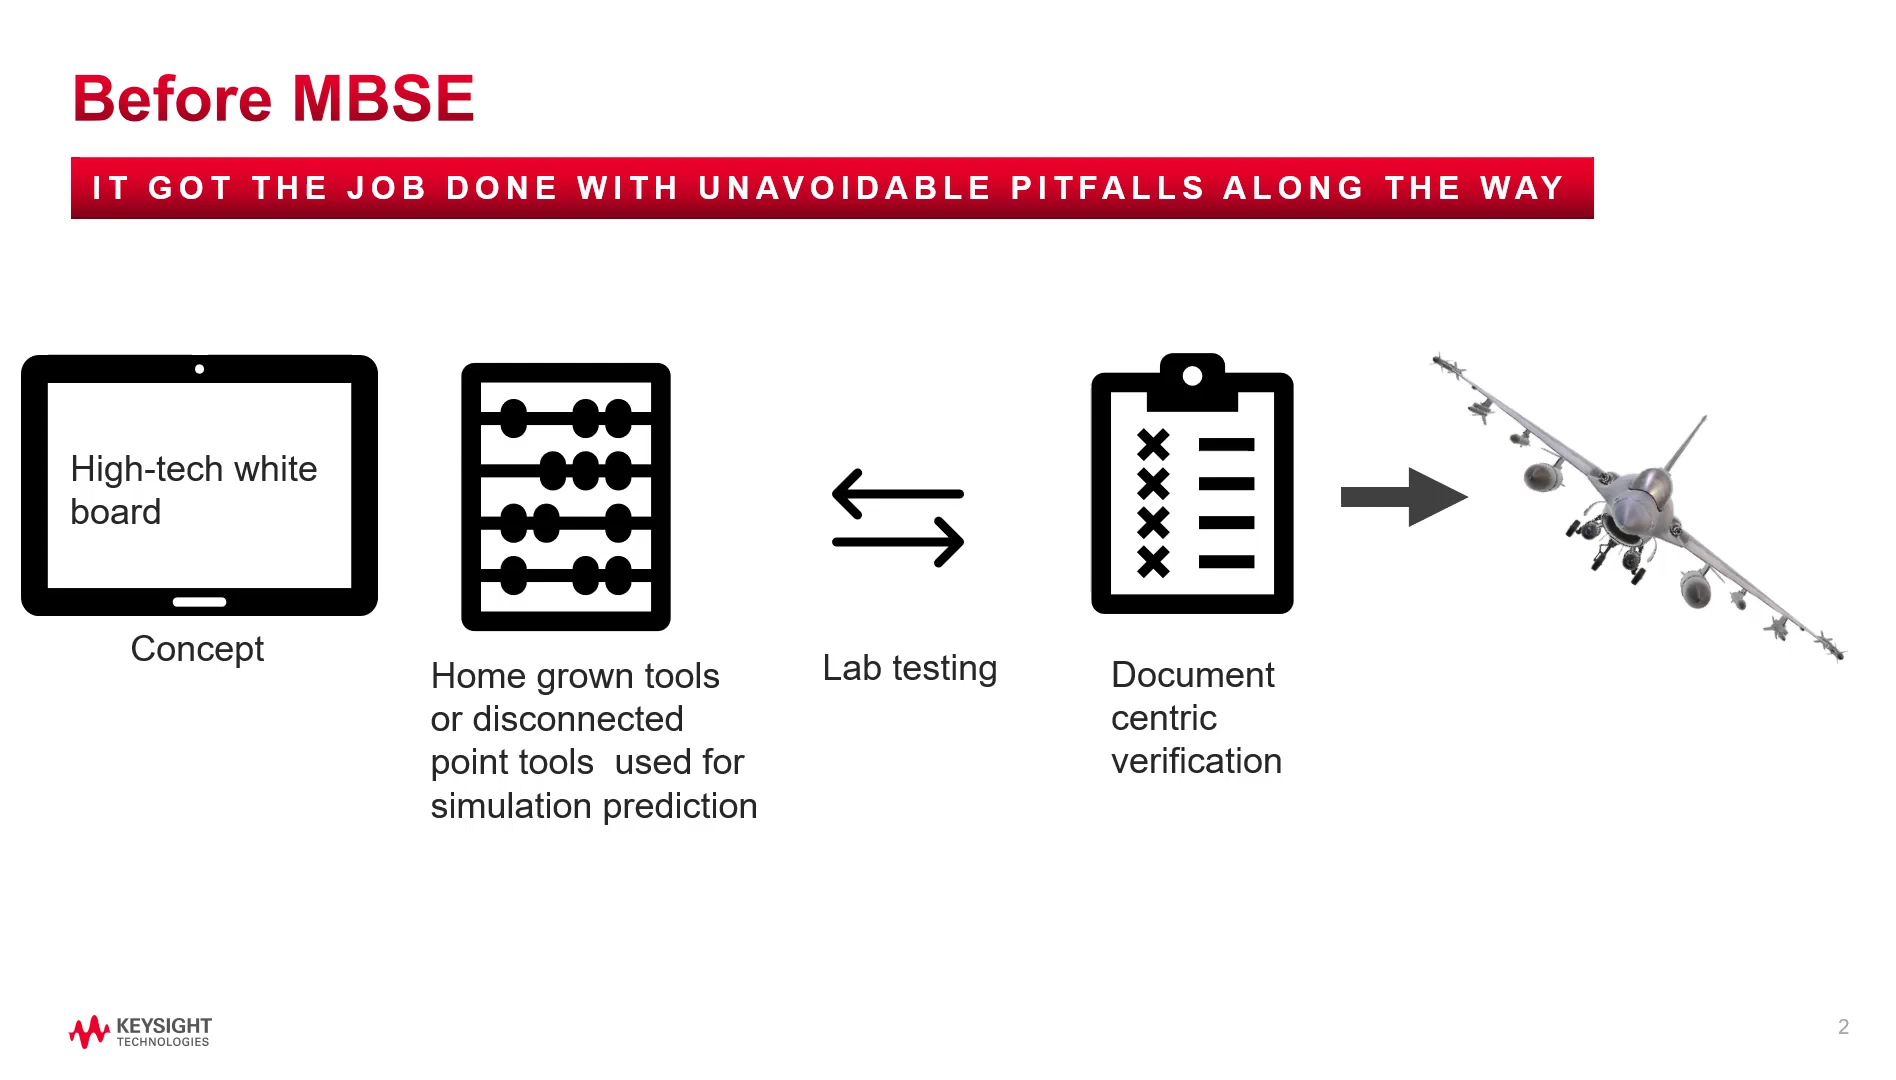 Before MBSE
IT GOT THE JOB DONE WITH UNAVOIDABLE PITFALLS ALONG THE WAY
High-tech white
board
Concept
Home grown tools
or disconnected
point tools  used for
simulation prediction
Lab testing
Document
centric
verification
KEYSIGHT
TECHNOLOGIES
2